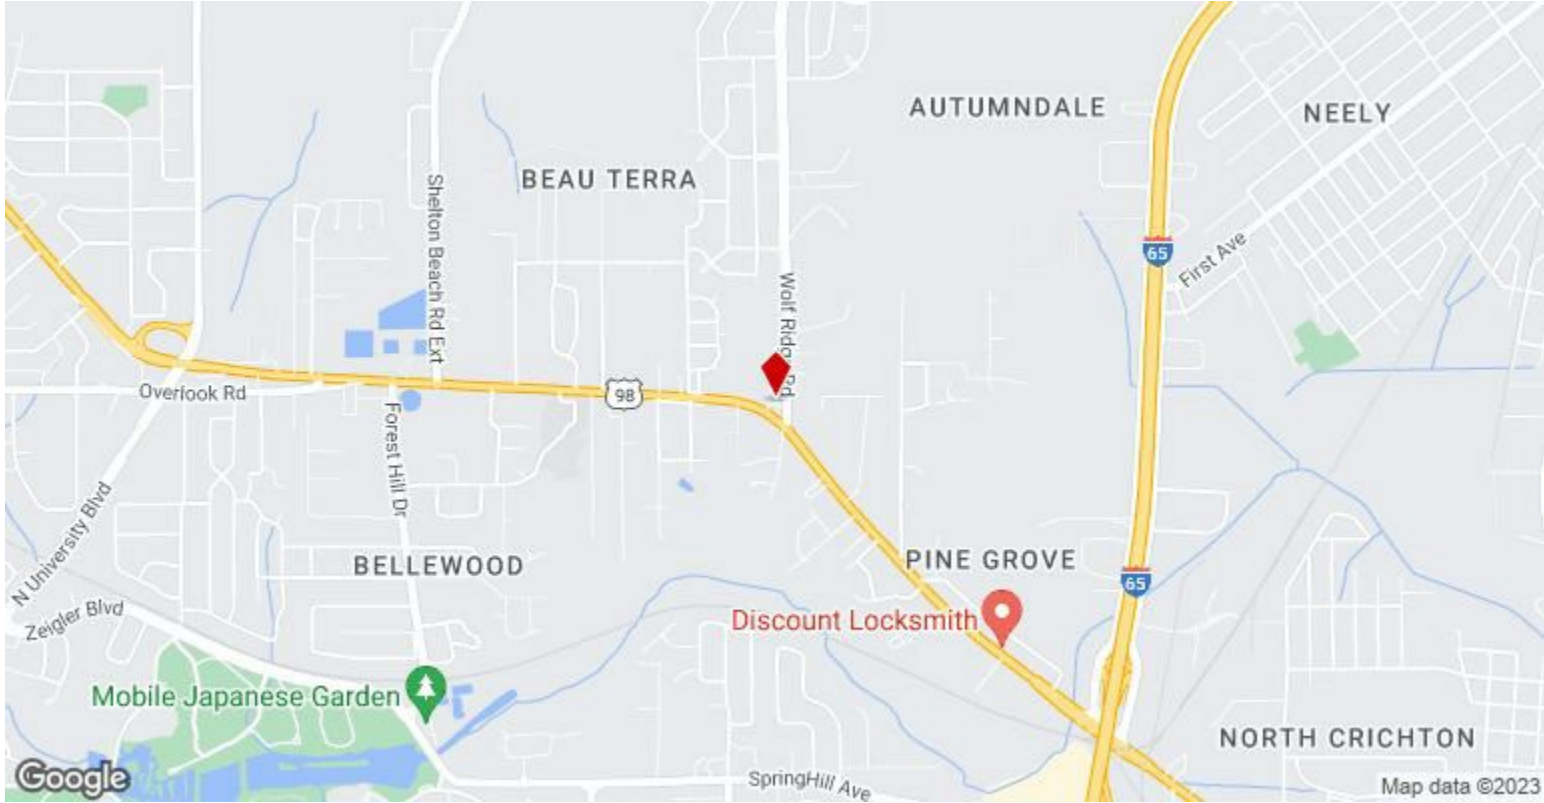 AUTUMNDALE
NEELY
BEAU TERRA
Shelton Beach Rd Ext
First Ave
65
Wolf Ridge Rd
Overlook Rd
98
Forest Hill Dr
N University Blvd
BELLEWOOD
PINE GROVE
65
Zeigler Blvd
Discount Locksmith
Mobile Japanese Garden
NORTH CRICHTON
Google
SpringHill Ave
Map data ©2023